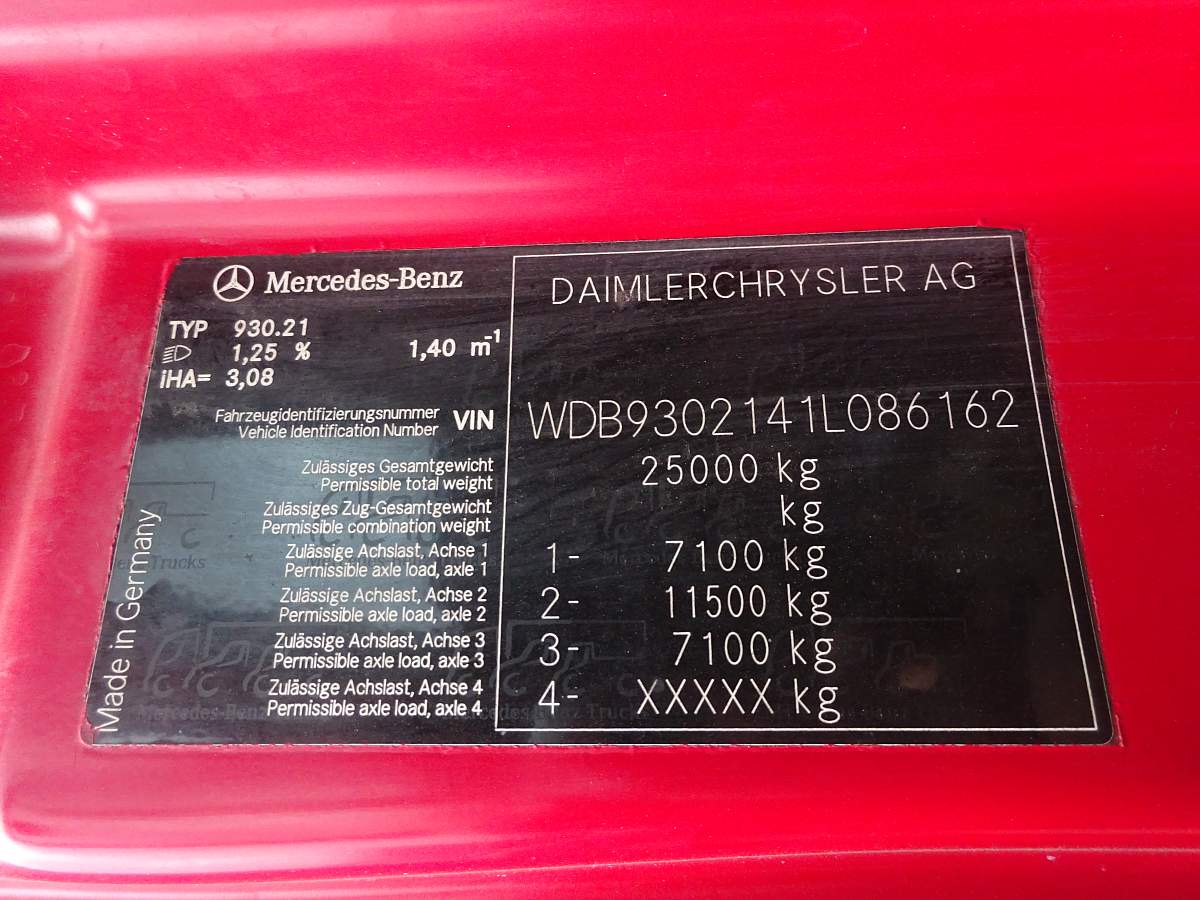 Mercedes-Benz
DAIMLERCHRYSLER AG
TYP 930.21
1,25 % 1,40 m-1
iHA= 3,08
Fahrzeugidentifizierungsnummer
Vehicle Identification Number
VIN WDB9302141L086162
Zulässiges Gesamtgewicht
Permissible total weight
25000 kg
Zulässiges Zug-Gesamtgewicht
Permissible combination weight
kg
Zulässige Achslast, Achse 1
Permissible axle load, axle 1
1- 7100 kg
Zulässige Achslast, Achse 2
Permissible axle load, axle 2
2- 11500 kg
Zulässige Achslast, Achse 3
Permissible axle load, axle 3
3- 7100 kg
Zulässige Achslast, Achse 4
Permissible axle load, axle 4
4- XXXXX kg
Made in Germany